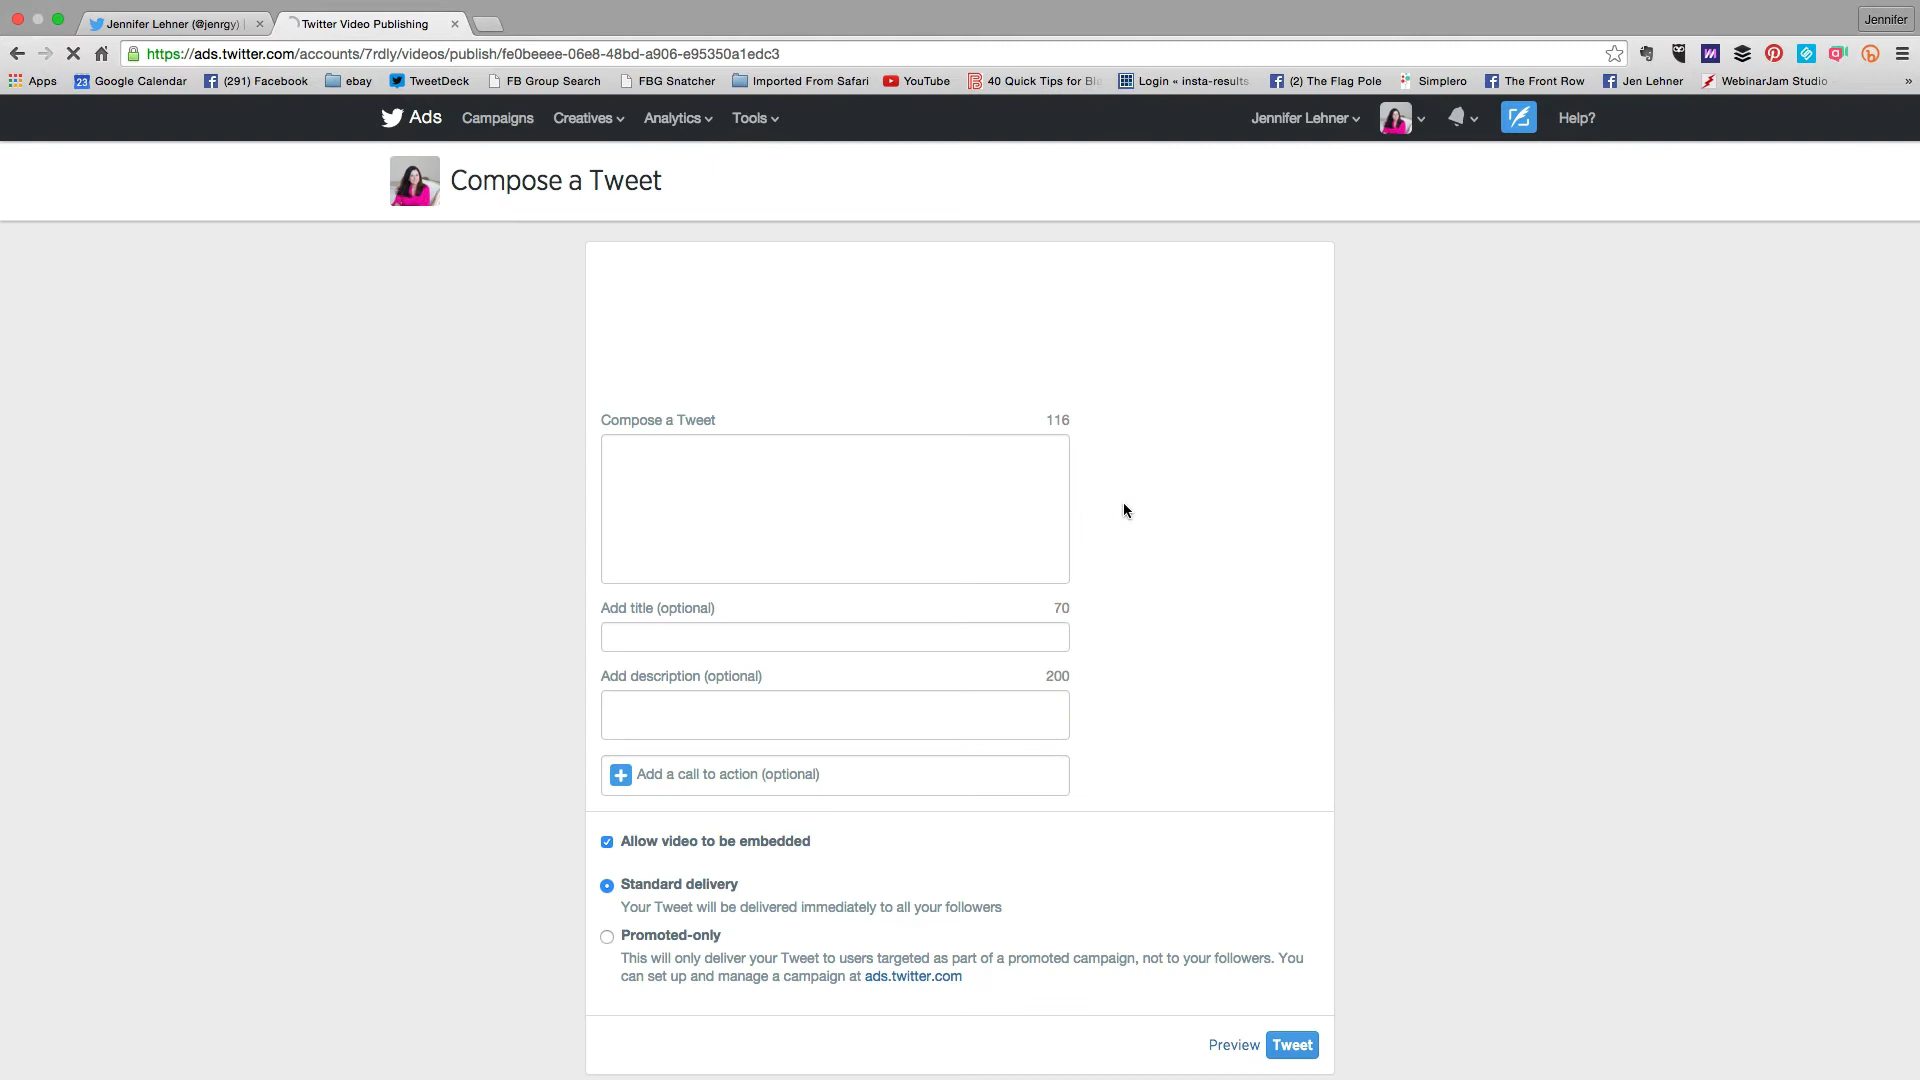 Jennifer Lehner (@jenrgy)
Twitter Video Publishing
Jennifer
https://ads.twitter.com/accounts/7rdly/videos/publish/fe0beeee-06e8-48bd-a906-e95350a1edc3
Apps
23 Google Calendar
(291) Facebook
ebay
TweetDeck
FB Group Search
FBG Snatcher
Imported From Safari
YouTube
40 Quick Tips for Ble
Login « insta-results
(2) The Flag Pole
Simplero
The Front Row
Jen Lehner
WebinarJam Studio
»
Ads
Campaigns
Creatives
Analytics
Tools
Jennifer Lehner
Help?
Compose a Tweet
Compose a Tweet 116
Add title (optional) 70
Add description (optional) 200
Add a call to action (optional)
Allow video to be embedded
Standard delivery
Your Tweet will be delivered immediately to all your followers
Promoted-only
This will only deliver your Tweet to users targeted as part of a promoted campaign, not to your followers. You
can set up and manage a campaign at ads.twitter.com
Preview
Tweet